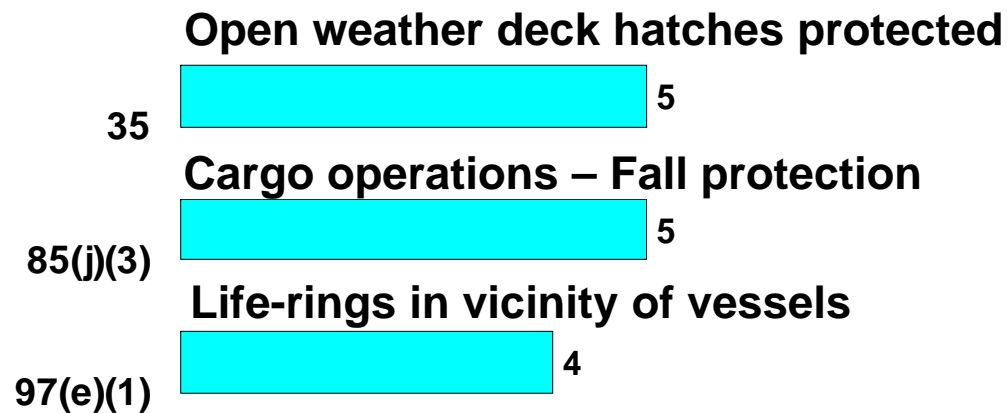 Open weather deck hatches protected
35 5
Cargo operations – Fall protection
85(j)(3) 5
Life-rings in vicinity of vessels
97(e)(1) 4